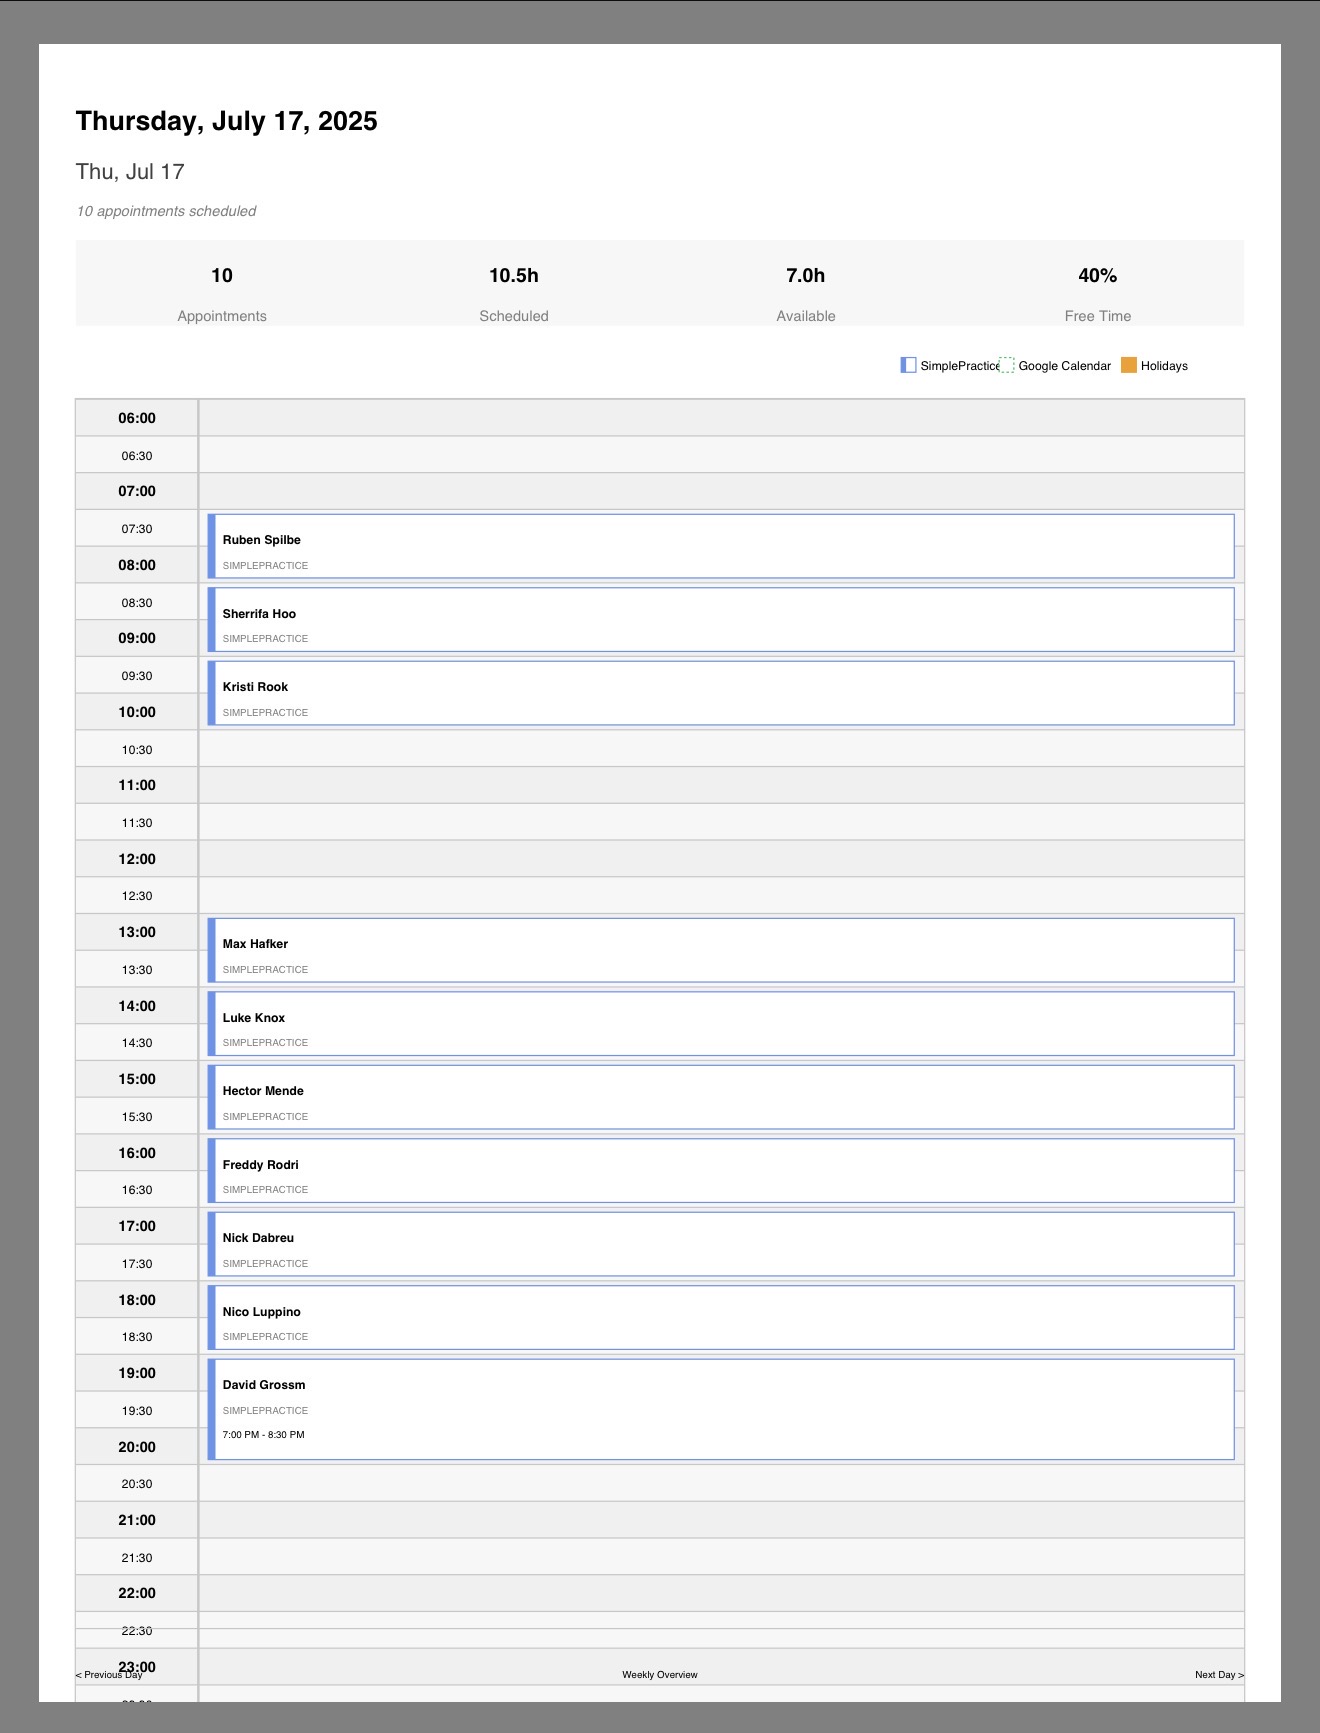 Thursday, July 17, 2025
Thu, Jul 17
10 appointments scheduled
10 10.5h 7.0h 40%
Appointments Scheduled Available Free Time
SimplePractice Google Calendar Holidays
06:00
06:30
07:00
07:30
Ruben Spilbe
08:00
SIMPLEPRACTICE
08:30
Sherrifa Hoo
09:00
SIMPLEPRACTICE
09:30
Kristi Rook
10:00
SIMPLEPRACTICE
10:30
11:00
11:30
12:00
12:30
13:00
Max Hafker
13:30
SIMPLEPRACTICE
14:00
Luke Knox
14:30
SIMPLEPRACTICE
15:00
Hector Mende
15:30
SIMPLEPRACTICE
16:00
Freddy Rodri
16:30
SIMPLEPRACTICE
17:00
Nick Dabreu
17:30
SIMPLEPRACTICE
18:00
Nico Luppino
18:30
SIMPLEPRACTICE
19:00
David Grossm
19:30
SIMPLEPRACTICE
7:00 PM - 8:30 PM
20:00
20:30
21:00
21:30
22:00
22:30
23:00
< Previous Day Weekly Overview Next Day >